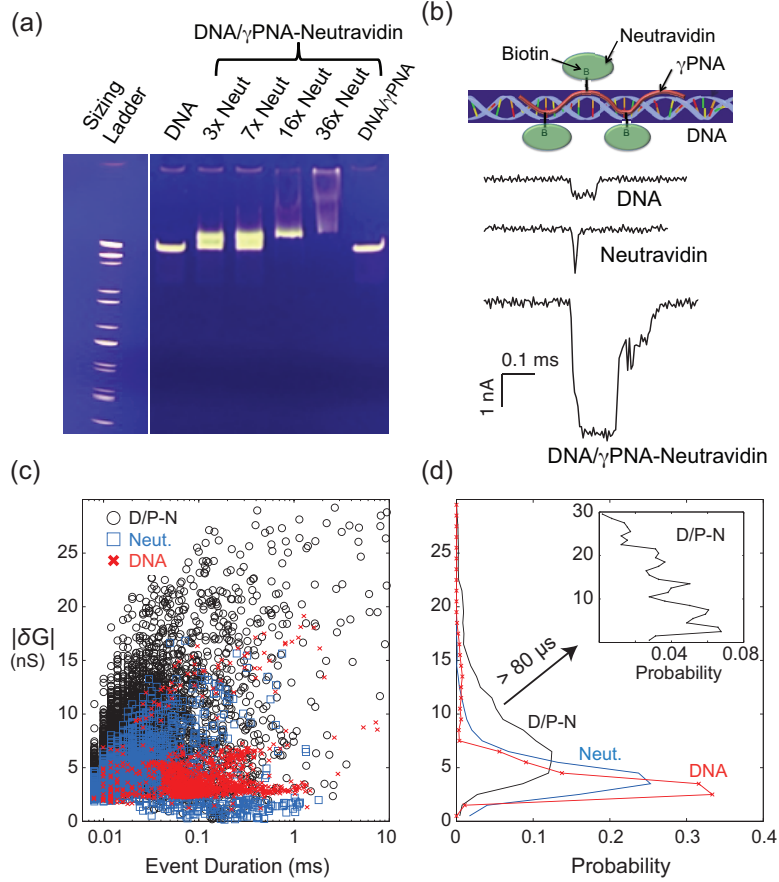 (a)
DNA/γPNA-Neutravidin
Sizing
Ladder
DNA
3x Neut
7x Neut
16x Neut
36x Neut
DNA/γPNA
(b)
Biotin
Neutravidin
γPNA
B
B
B
DNA
DNA
Neutravidin
0.1 ms
1 nA
DNA/γPNA-Neutravidin
(c)
D/P-N
Neut.
DNA
25
20
15
10
5
0
|δG|
(nS)
0.01
0.1
1
10
Event Duration (ms)
(d)
30
20
10
D/P-N
0.04
0.08
Probability
> 80 µs
D/P-N
Neut.
DNA
25
20
15
10
5
0
0
0.1
0.2
0.3
0.4
Probability